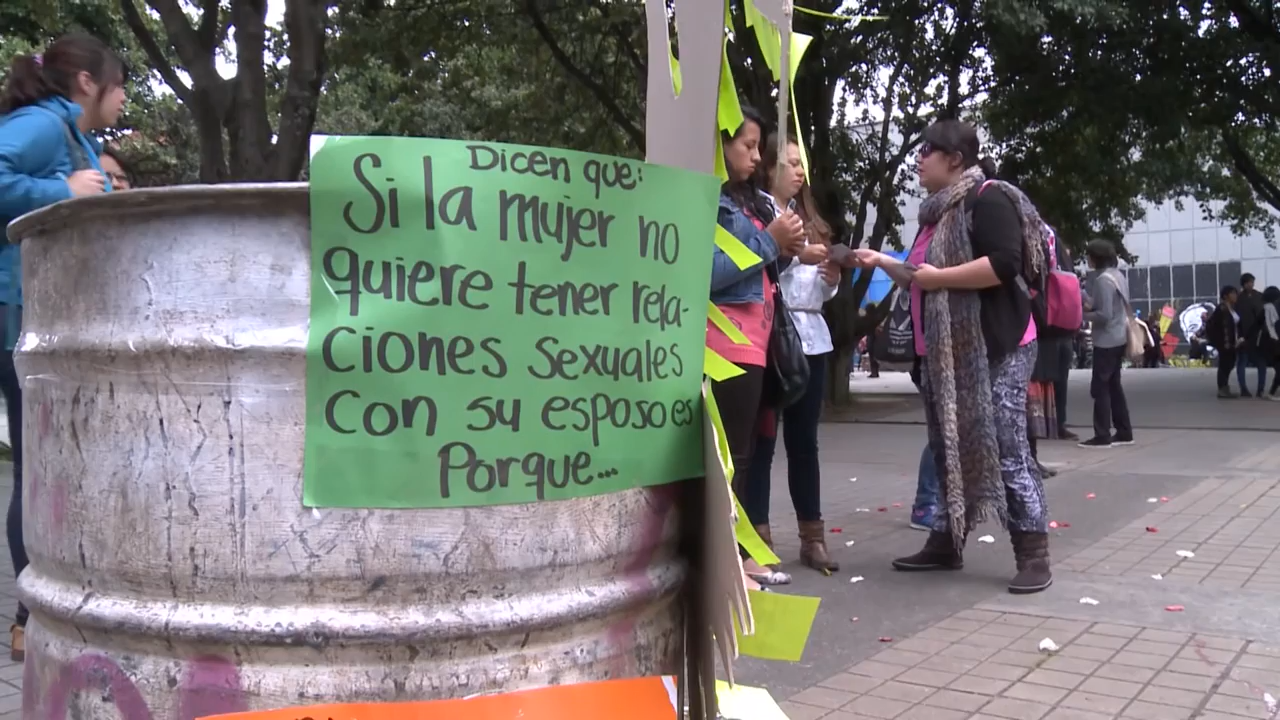 Dicen que:
Si la mujer no
quiere tener rela-
ciones sexuales
Con su esposo es
Porque...